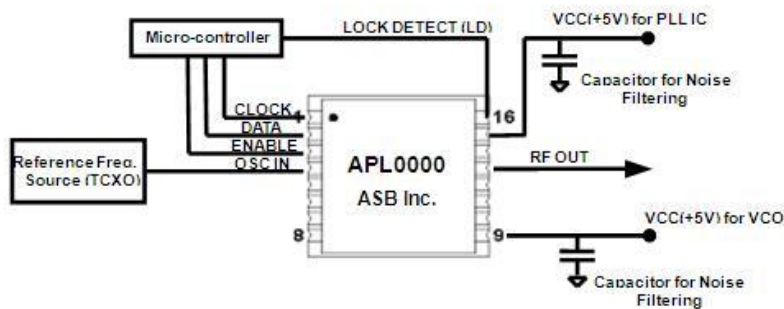 Micro-controller
LOCK DETECT (LD)
VCC(+5V) for PLL IC
Capacitor for Noise
Filtering
CLOCK
1
16
DATA
ENABLE
OSC IN
Reference Freq.
Source (TCXO)
APL0000
ASB Inc.
RF OUT
8
9
VCC(+5V) for VCO
Capacitor for Noise
Filtering